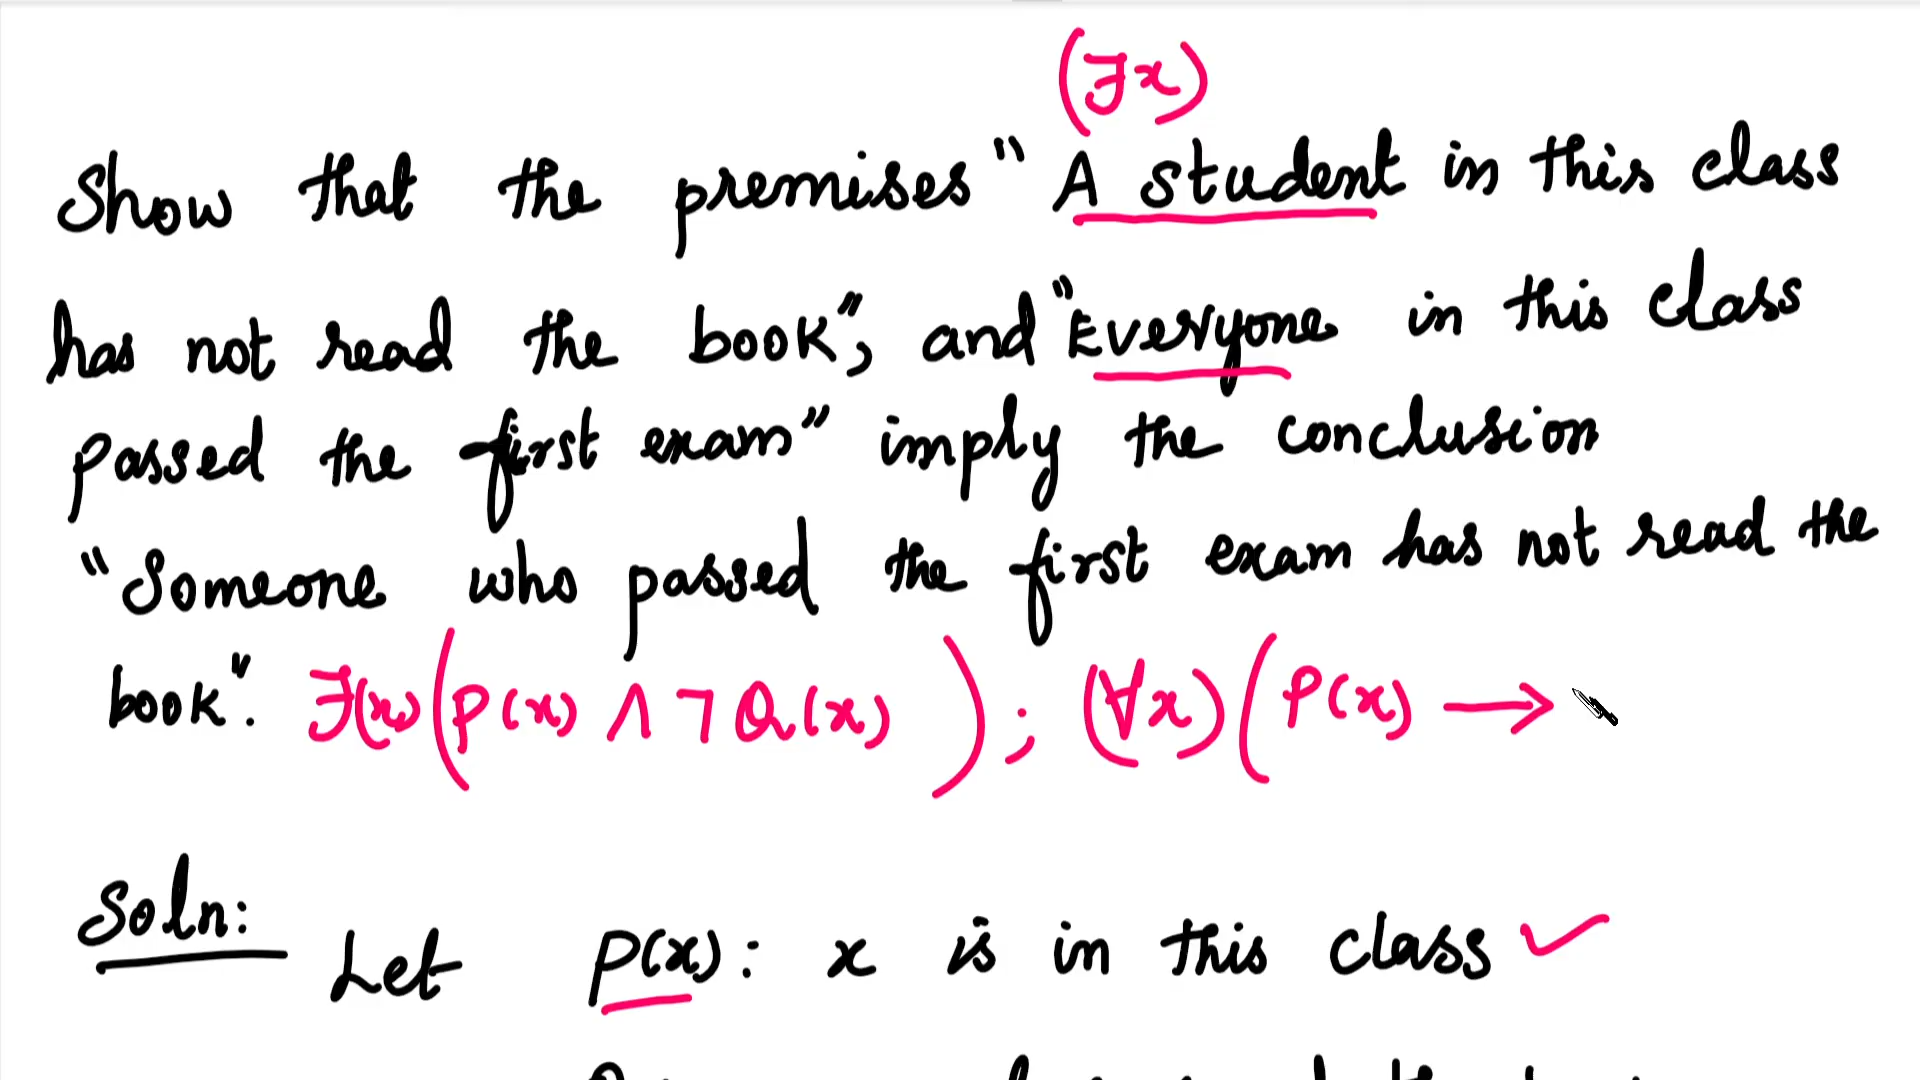 (∃x)
Show that the premises " A student in this class
has not read the book", and "Everyone in this class
passed the first exam" imply the conclusion
"Someone who passed the first exam has not read the
book". ∃(x)(P(x) ∧ ¬ Q(x) ); (∀x)(P(x) →
Soln:
Let P(x): x is in this class ✓